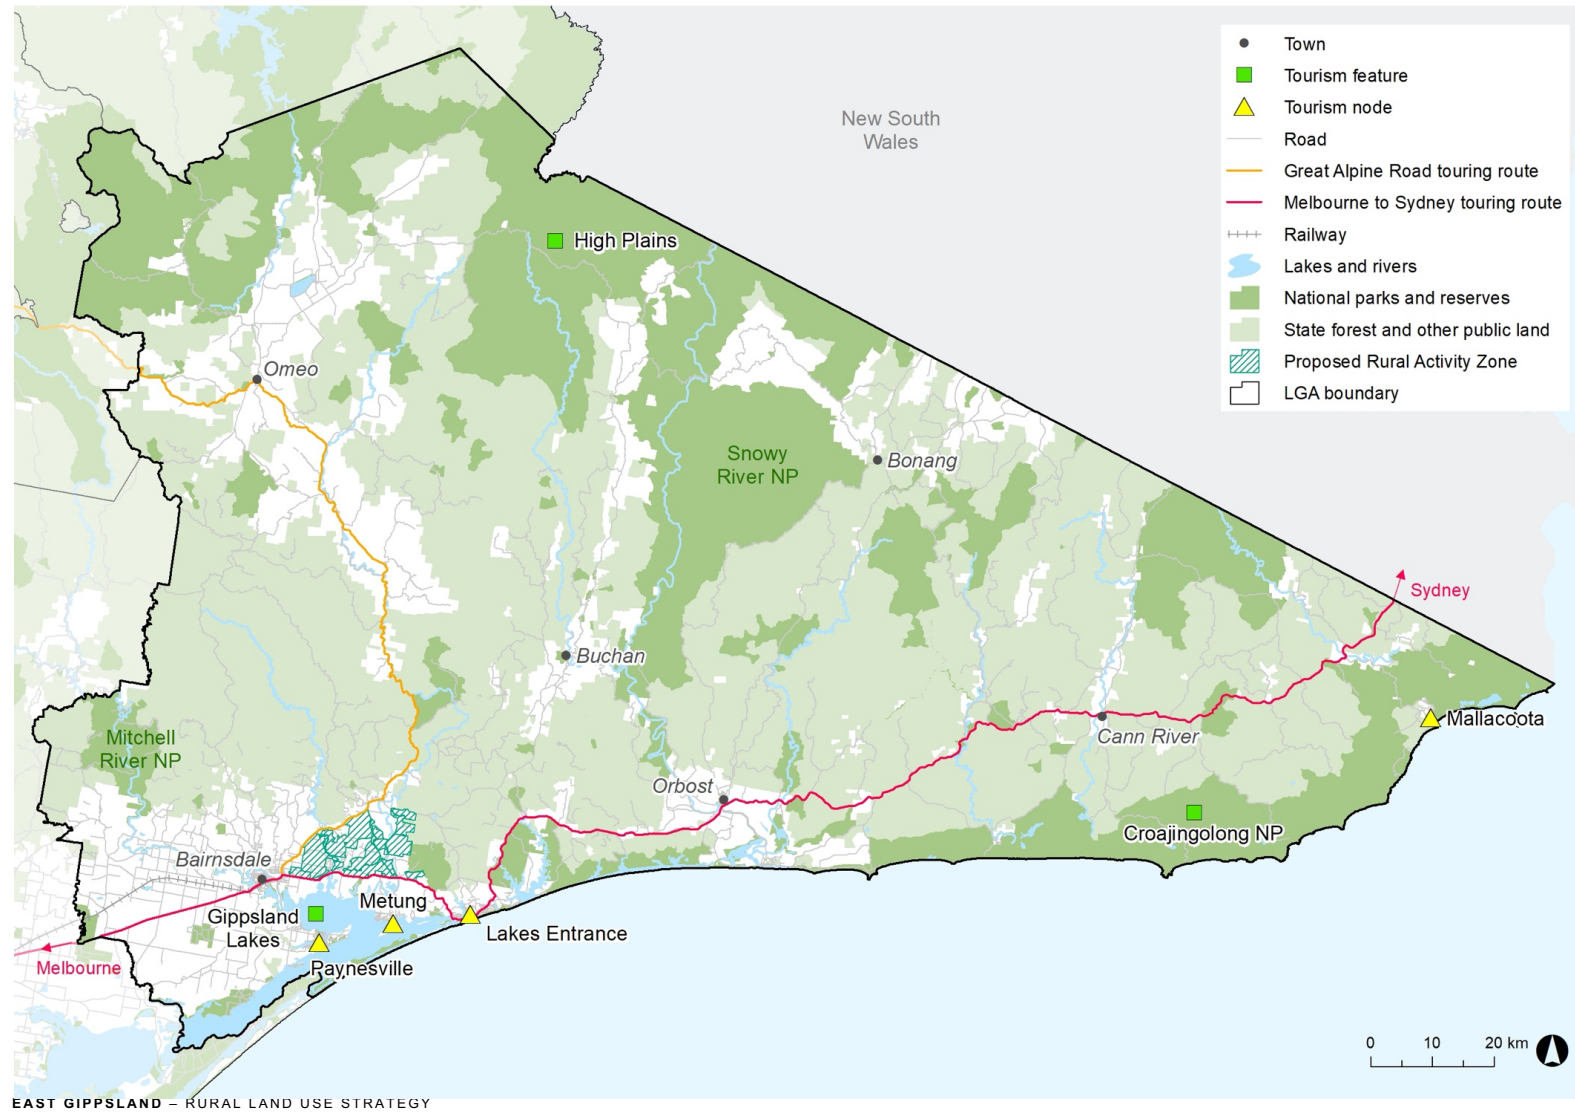 New South
Wales
Town
Tourism feature
Tourism node
Road
Great Alpine Road touring route
Melbourne to Sydney touring route
Railway
Lakes and rivers
National parks and reserves
State forest and other public land
Proposed Rural Activity Zone
LGA boundary
High Plains
Omeo
Snowy
River NP
Bonang
Sydney
Buchan
Mallacoota
Mitchell
River NP
Cann River
Orbost
Croajingolong NP
Bairnsdale
Metung
Gippsland
Lakes
Lakes Entrance
Melbourne
Paynesville
0 10 20 km
EAST GIPPSLAND – RURAL LAND USE STRATEGY